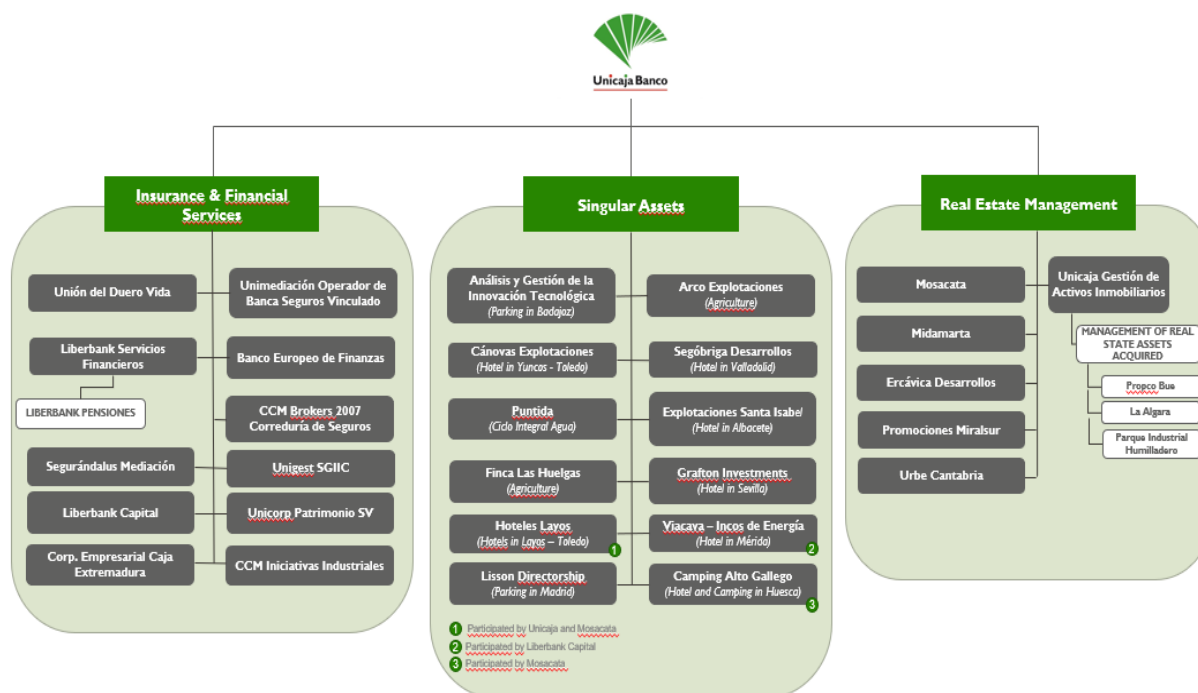 Unicaja Banco
Insurance & Financial
Services
Unión del Duero Vida
Unimediación Operador de
Banca Seguros Vinculado
Liberbank Servicios
Financieros
Banco Europeo de Finanzas
LIBERBANK PENSIONES
CCM Brokers 2007
Correduría de Seguros
Segurándalus Mediación
Unigest SGIIC
Liberbank Capital
Unicorp Patrimonio SV
Corp. Empresarial Caja
Extremadura
CCM Iniciativas Industriales
Singular Assets
Análisis y Gestión de la
Innovación Tecnológica
(Parking in Badajoz)
Arco Explotaciones
(Agriculture)
Cánovas Explotaciones
(Hotel in Yuncos - Toledo)
Segóbriga Desarrollos
(Hotel in Valladolid)
Puntida
(Ciclo Integral Agua)
Explotaciones Santa Isabel
(Hotel in Albacete)
Finca Las Huelgas
(Agriculture)
Grafton Investments
(Hotel in Sevilla)
Hoteles Layos
(Hotels in Layos – Toledo)
1
Viacava – Incos de Energía
(Hotel in Mérida)
2
Lisson Directorship
(Parking in Madrid)
Camping Alto Gallego
(Hotel and Camping in Huesca)
3
1 Participated by Unicaja and Mosacata
2 Participated by Liberbank Capital
3 Participated by Mosacata
Real Estate Management
Mosacata
Unicaja Gestión de
Activos Inmobiliarios
Midamarta
MANAGEMENT OF REAL
STATE ASSETS
ACQUIRED
Ercávica Desarrollos
Propco Bue
La Algara
Promociones Miralsur
Parque Industrial
Humilladero
Urbe Cantabria